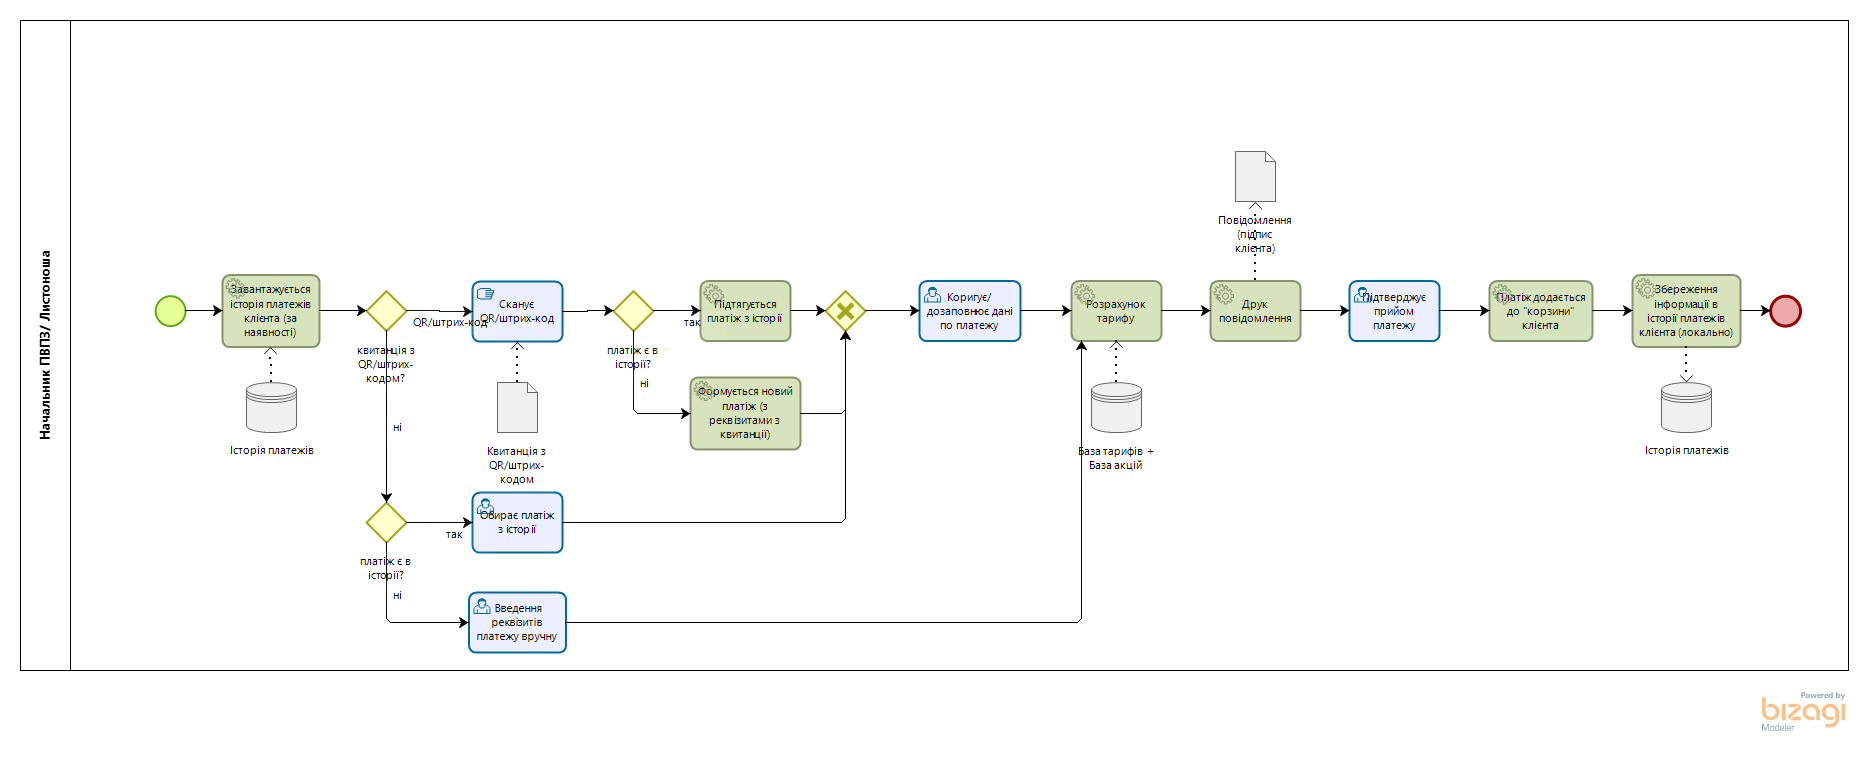 Начальник ПВПЗ/ Листоноша
Завантажується
історія платежів
клієнта (за
наявності)
Історія платежів
квитанція з
QR/штрих-
кодом?
QR/штрих-код
ні
Сканує
QR/штрих-код
Квитанція з
QR/штрих-
кодом
платіж є в
історії?
так
ні
Підтягується
платіж з історії
Формується новий
платіж (з
реквізитами з
квитанції)
платіж є в
історії?
так
ні
Обирає платіж
з історії
Введення
реквізитів
платежу вручну
Коригує/
дозаповнює дані
по платежу
Розрахунок
тарифу
База тарифів +
База акцій
Друк
повідомлення
Повідомлення
(підпис
клієнта)
Підтверджує
прийом
платежу
Платіж додається
до "корзини"
клієнта
Збереження
інформації в
історії платежів
клієнта (локально)
Історія платежів
Powered by
bizagi
Modeler